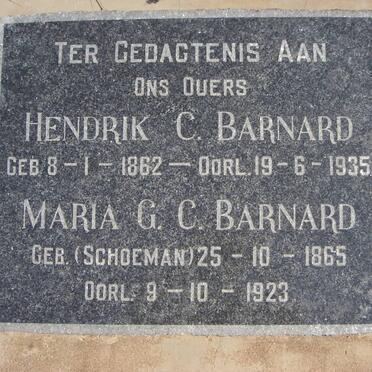 TER GEDAGTENIS AAN
ONS OUERS
HENDRIK C. BARNARD
GEB. 8-1-1862 - OORL. 19-6-1935
MARIA G. C. BARNARD
GEB. (SCHOEMAN) 25-10-1865
OORL. 9-10-1923